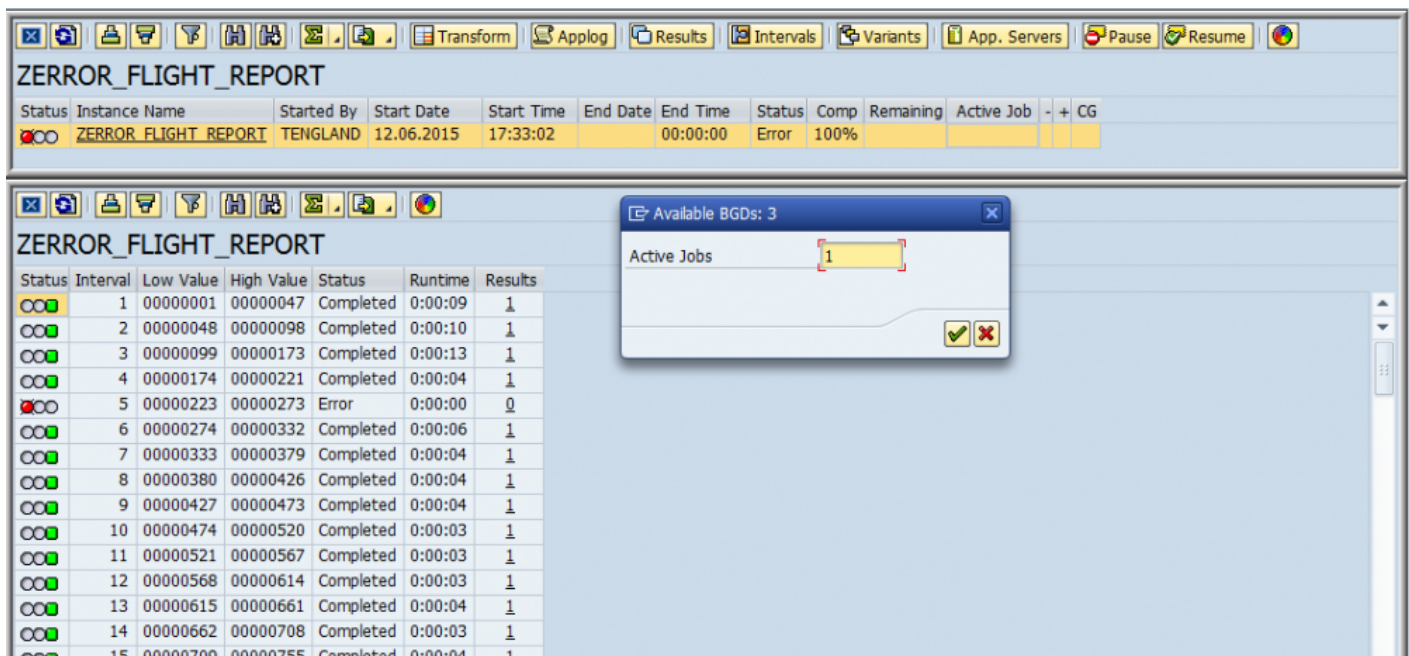 Transform Applog Results Intervals Variants App. Servers Pause Resume
ZERROR_FLIGHT_REPORT
Status Instance Name Started By Start Date Start Time End Date End Time Status Comp Remaining Active Job - + CG
ZERROR_FLIGHT_REPORT TENGLAND 12.06.2015 17:33:02 00:00:00 Error 100%
ZERROR_FLIGHT_REPORT
Status Interval Low Value High Value Status Runtime Results
1 00000001 00000047 Completed 0:00:09 1
2 00000048 00000098 Completed 0:00:10 1
3 00000099 00000173 Completed 0:00:13 1
4 00000174 00000221 Completed 0:00:04 1
5 00000223 00000273 Error 0:00:00 0
6 00000274 00000332 Completed 0:00:06 1
7 00000333 00000379 Completed 0:00:04 1
8 00000380 00000426 Completed 0:00:04 1
9 00000427 00000473 Completed 0:00:04 1
10 00000474 00000520 Completed 0:00:03 1
11 00000521 00000567 Completed 0:00:03 1
12 00000568 00000614 Completed 0:00:03 1
13 00000615 00000661 Completed 0:00:04 1
14 00000662 00000708 Completed 0:00:03 1
15 00000709 00000755 Completed 0:00:04 1
Available BGDs: 3
Active Jobs 1